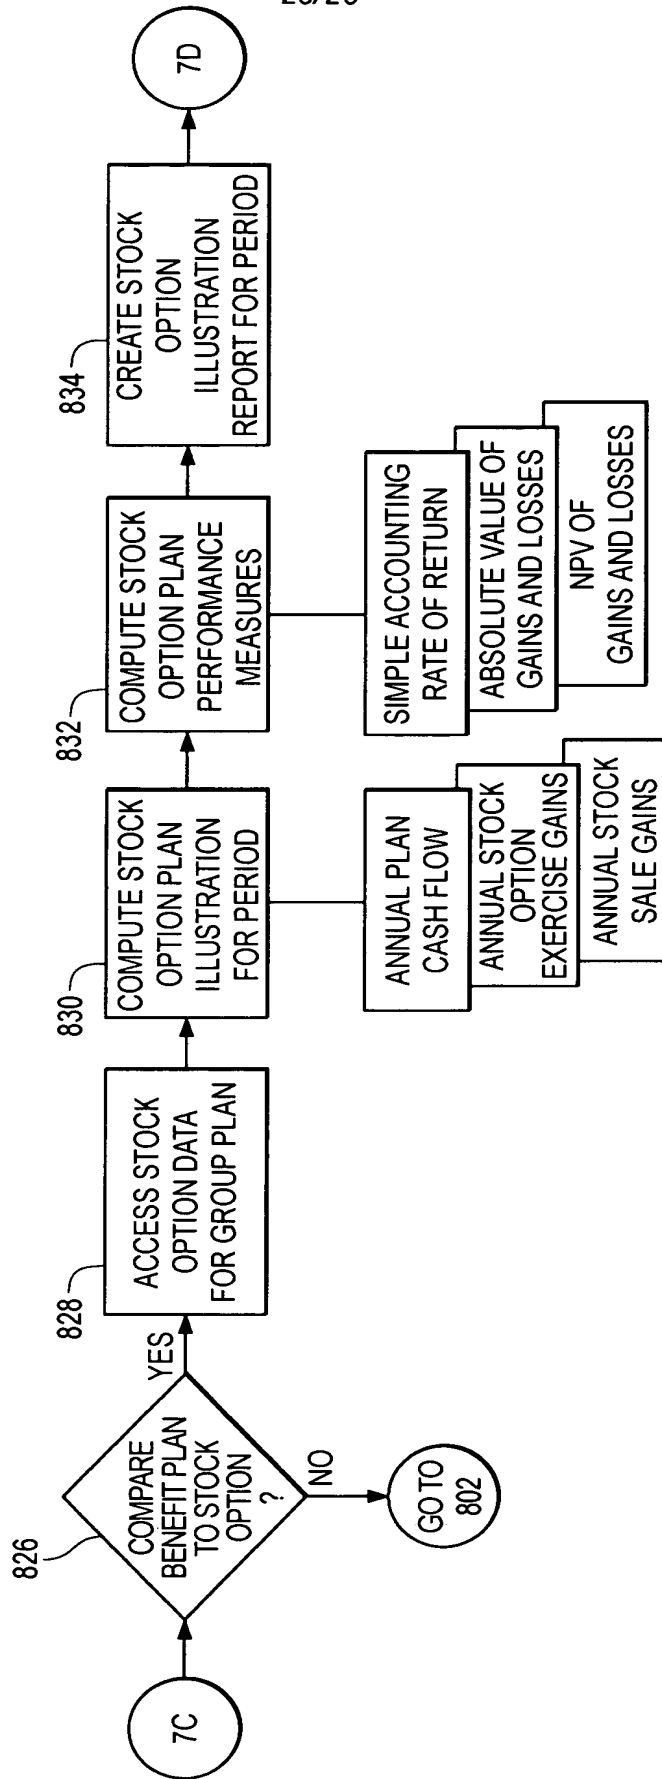 7C
826
COMPARE
BENEFIT PLAN
TO STOCK
OPTION
?
YES
NO
GO TO
802
828
ACCESS STOCK
OPTION DATA
FOR GROUP PLAN
830
COMPUTE STOCK
OPTION PLAN
ILLUSTRATION
FOR PERIOD
ANNUAL PLAN
CASH FLOW
ANNUAL STOCK
OPTION
EXERCISE GAINS
ANNUAL STOCK
SALE GAINS
832
COMPUTE STOCK
OPTION PLAN
PERFORMANCE
MEASURES
SIMPLE ACCOUNTING
RATE OF RETURN
ABSOLUTE VALUE OF
GAINS AND LOSSES
NPV OF
GAINS AND LOSSES
834
CREATE STOCK
OPTION
ILLUSTRATION
REPORT FOR PERIOD
7D